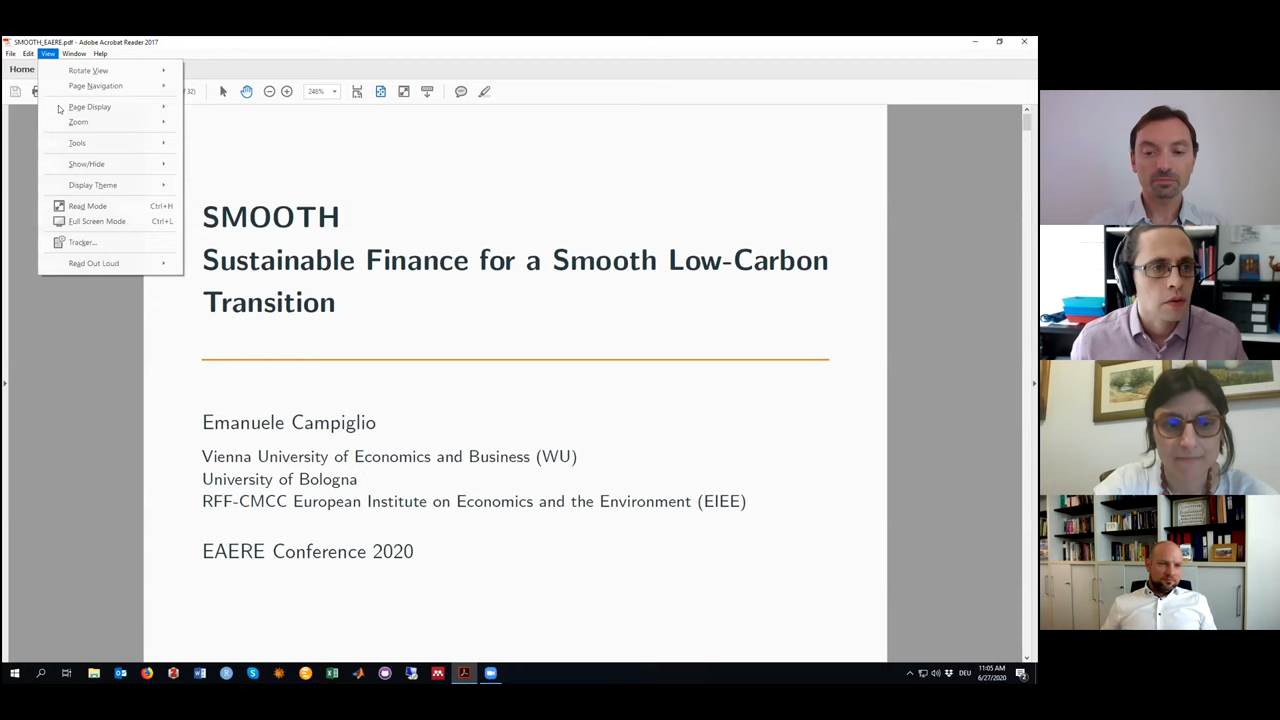 SMOOTH_EAERE.pdf - Adobe Acrobat Reader 2017
File Edit View Window Help
Home
Rotate View
Page Navigation
Page Display
Zoom
Tools
Show/Hide
Display Theme
Read Mode Ctrl+H
Full Screen Mode Ctrl+L
Tracker...
Read Out Loud
32)
248%
SMOOTH
Sustainable Finance for a Smooth Low-Carbon
Transition
Emanuele Campiglio
Vienna University of Economics and Business (WU)
University of Bologna
RFF-CMCC European Institute on Economics and the Environment (EIEE)
EAERE Conference 2020
DEU
11:05 AM
6/27/2020